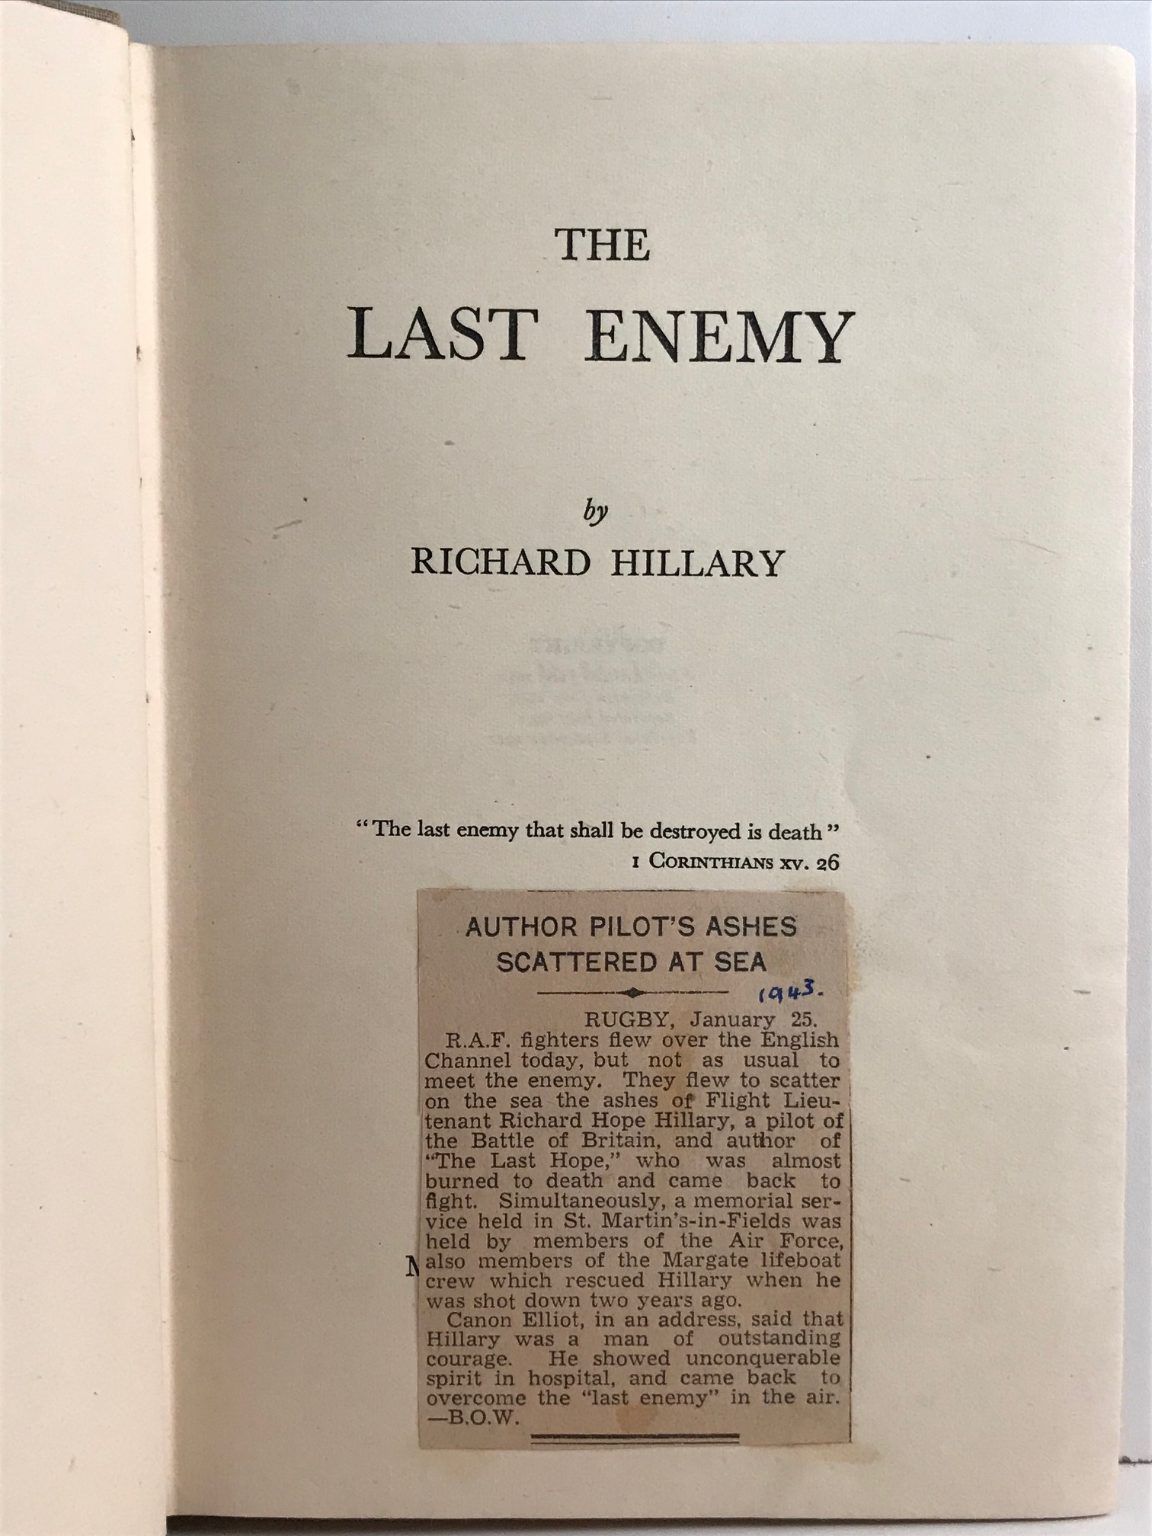 THE
LAST ENEMY
by
RICHARD HILLARY
“The last enemy that shall be destroyed is death”
1 CORINTHIANS XV. 26
AUTHOR PILOT'S ASHES
SCATTERED AT SEA
1943.
RUGBY, January 25.
R.A.F. fighters flew over the English
Channel today, but not as usual to
meet the enemy. They flew to scatter
on the sea the ashes of Flight Lieu-
tenant Richard Hope Hillary, a pilot of
the Battle of Britain, and author of
“The Last Hope,” who was almost
burned to death and came back to
fight. Simultaneously, a memorial ser-
vice held in St. Martin's-in-Fields was
held by members of the Air Force,
also members of the Margate lifeboat
crew which rescued Hillary when he
was shot down two years ago.
Canon Elliot, in an address, said that
Hillary was a man of outstanding
courage. He showed unconquerable
spirit in hospital, and came back to
overcome the “last enemy” in the air.
—B.O.W.